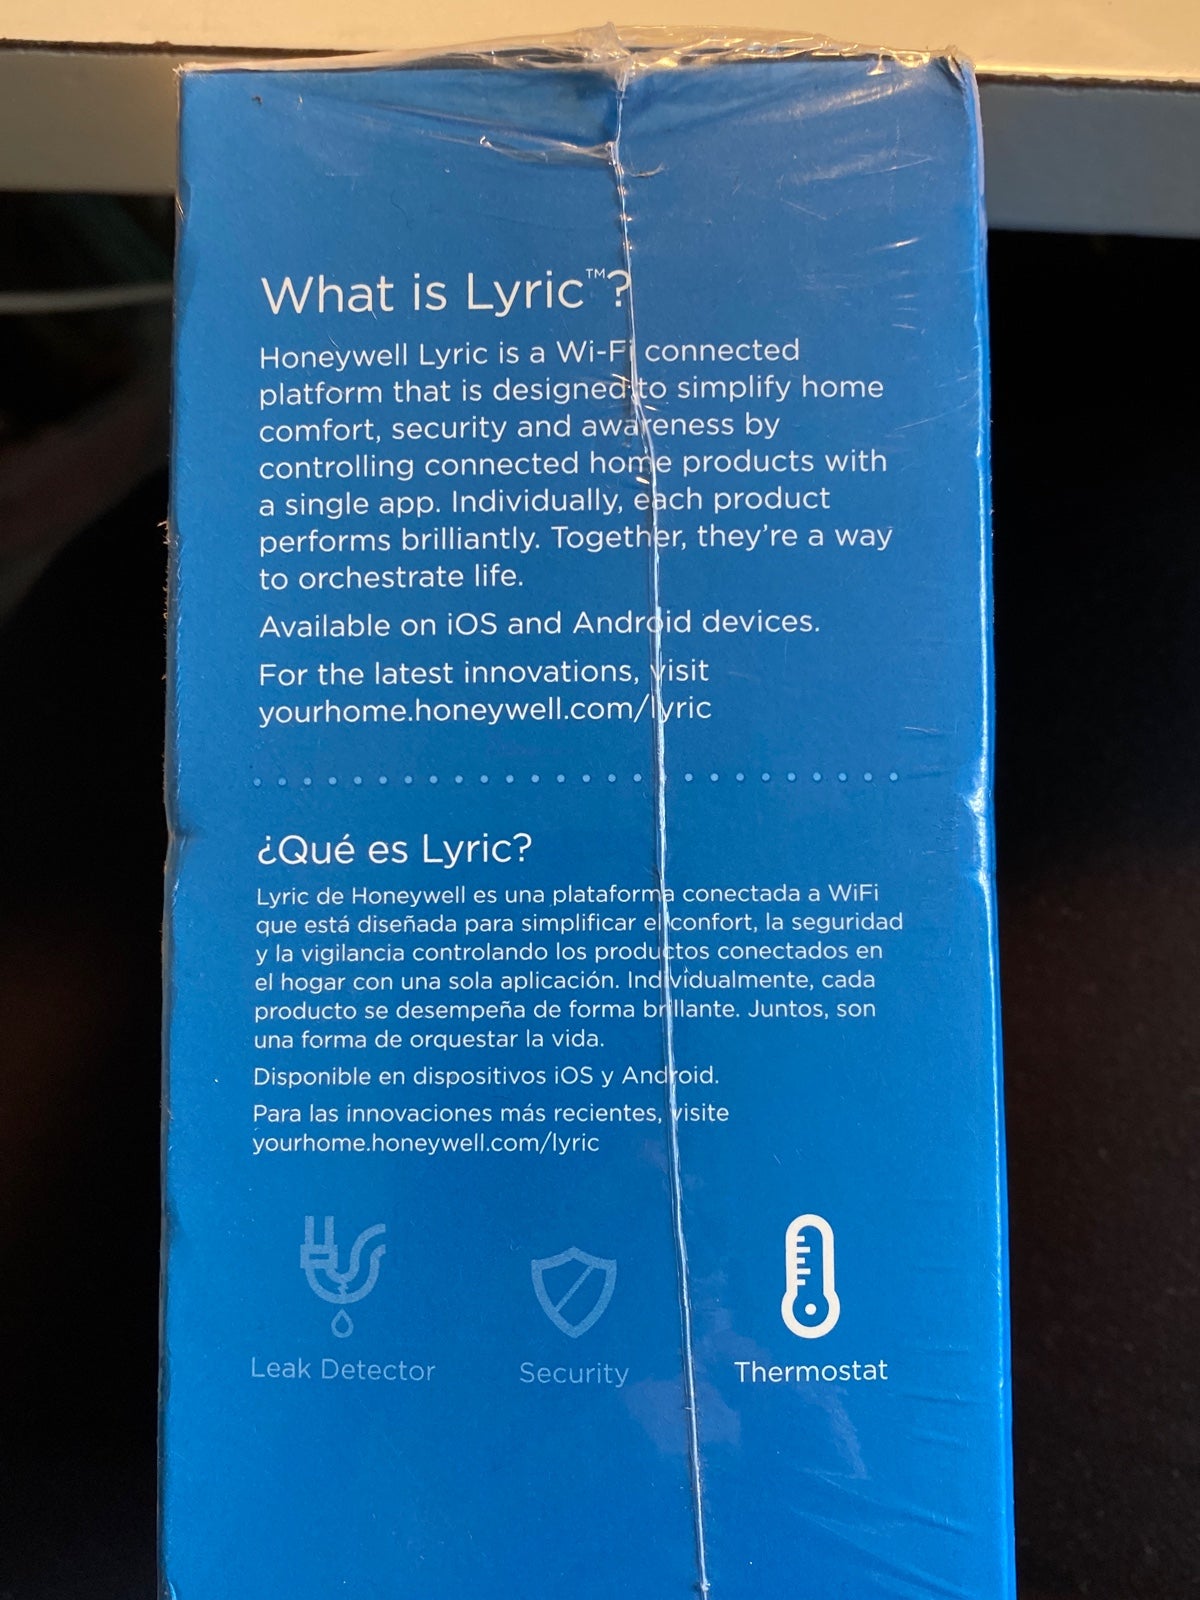 What is Lyric™?
Honeywell Lyric is a Wi-Fi connected
platform that is designed to simplify home
comfort, security and awareness by
controlling connected home products with
a single app. Individually, each product
performs brilliantly. Together, they're a way
to orchestrate life.
Available on iOS and Android devices.
For the latest innovations, visit
yourhome.honeywell.com/lyric
¿Qué es Lyric?
Lyric de Honeywell es una plataforma conectada a WiFi
que está diseñada para simplificar el confort, la seguridad
y la vigilancia controlando los productos conectados en
el hogar con una sola aplicación. Individualmente, cada
producto se desempeña de forma brillante. Juntos, son
una forma de orquestar la vida.
Disponible en dispositivos iOS y Android.
Para las innovaciones más recientes, visite
yourhome.honeywell.com/lyric
Leak Detector Security Thermostat